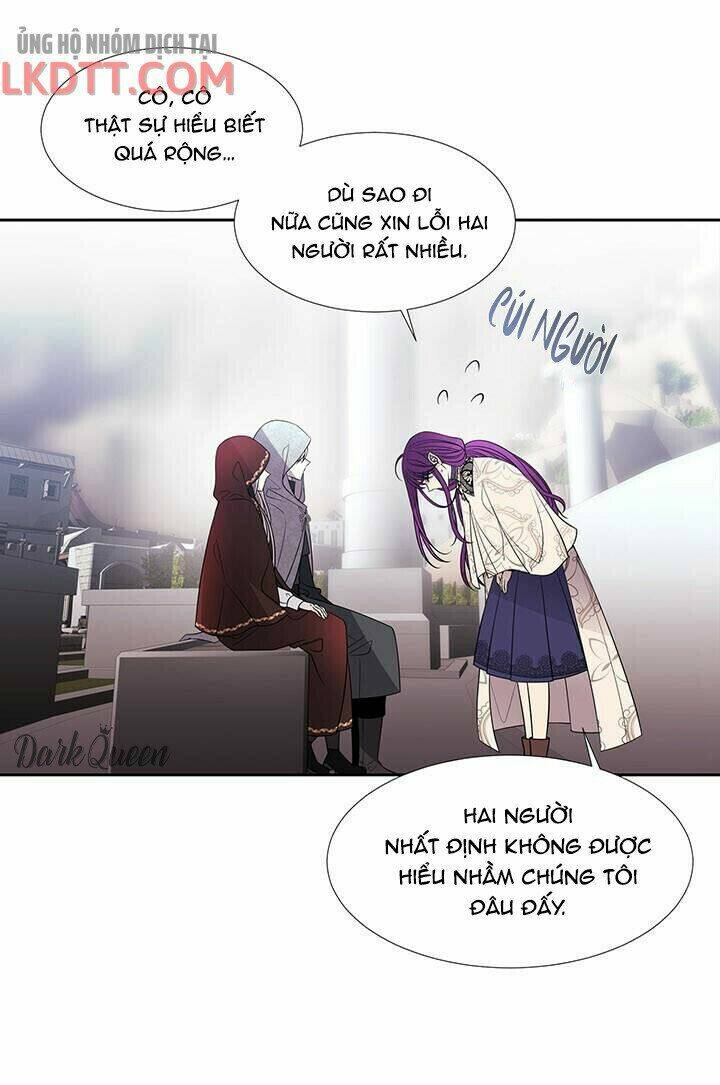 ỦNG HỘ NHÓM DỊCH TẠI
LKDTT.COM
CÔ, CÔ
THẬT SỰ HIỂU BIẾT
QUÁ RỘNG...
DÙ SAO ĐI
NỮA CŨNG XIN LỖI HAI
NGƯỜI RẤT NHIỀU.
CÚI NGƯỜI
DarkQueen
HAI NGƯỜI
NHẤT ĐỊNH KHÔNG ĐƯỢC
HIỂU NHẦM CHÚNG TÔI
ĐÂU ĐẤY.